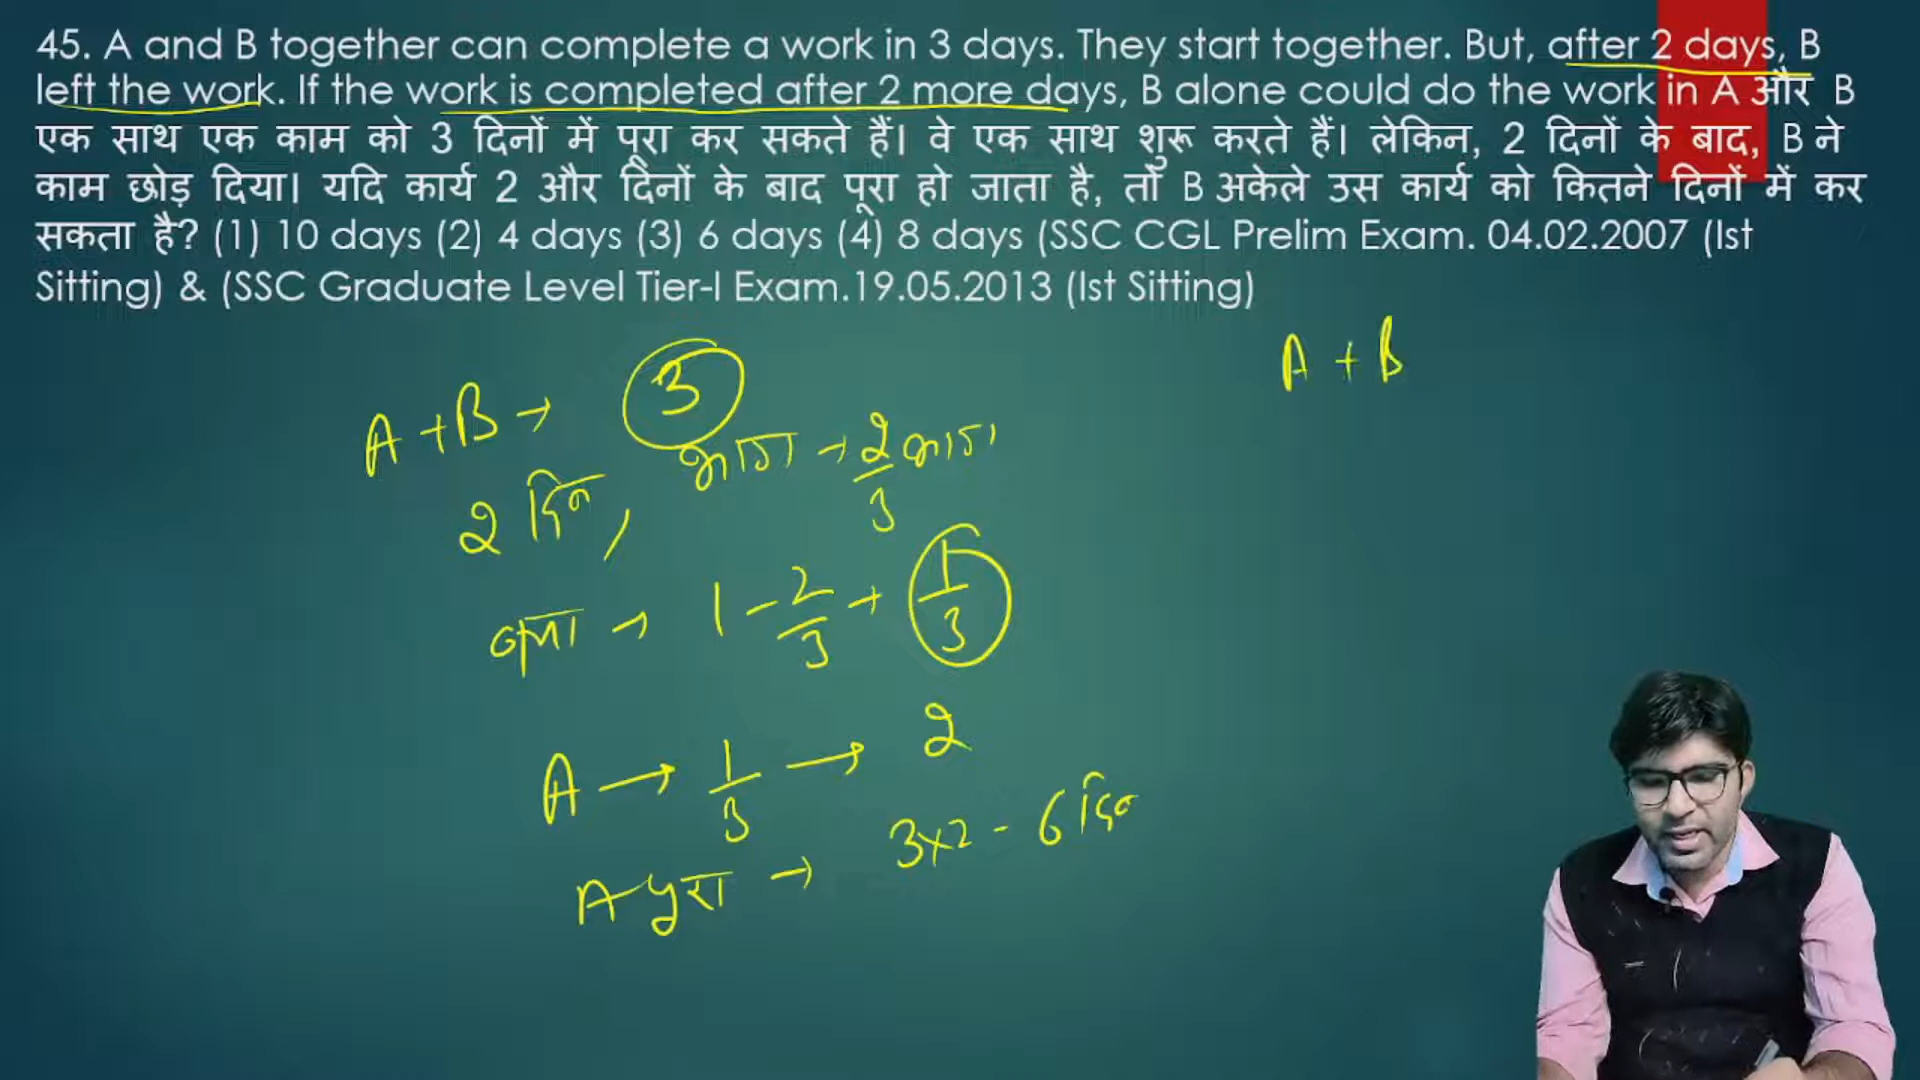 45. A and B together can complete a work in 3 days. They start together. But, after 2 days, B
left the work. If the work is completed after 2 more days, B alone could do the work in A और B
एक साथ एक काम को 3 दिनों में पूरा कर सकते हैं। वे एक साथ शुरू करते हैं। लेकिन, 2 दिनों के बाद, B ने
काम छोड़ दिया। यदि कार्य 2 और दिनों के बाद पूरा हो जाता है, तो B अकेले उस कार्य को कितने दिनों में कर
सकता है? (1) 10 days (2) 4 days (3) 6 days (4) 8 days (SSC CGL Prelim Exam. 04.02.2007 (Ist
Sitting) & (SSC Graduate Level Tier-I Exam.19.05.2013 (Ist Sitting)
A + B
A + B → 3
2 दिन, भाग → 2/3 भाग
1 - 2/3 → 1/3
A → 1/3 → 2
A पूरा → 3x2 - 6 दिन